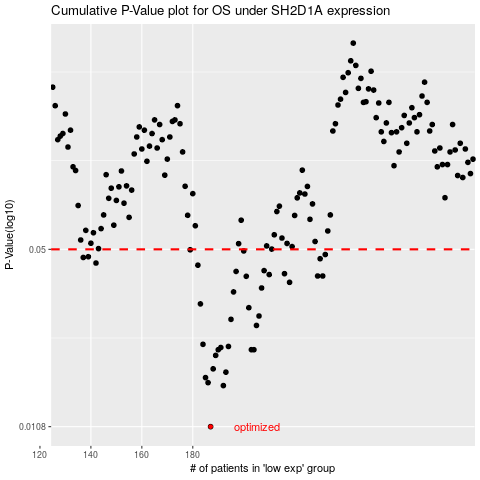 Cumulative P-Value plot for OS under SH2D1A expression
P-Value(log10)
0.05
0.0108
optimized
120 140 160 180
# of patients in 'low exp' group